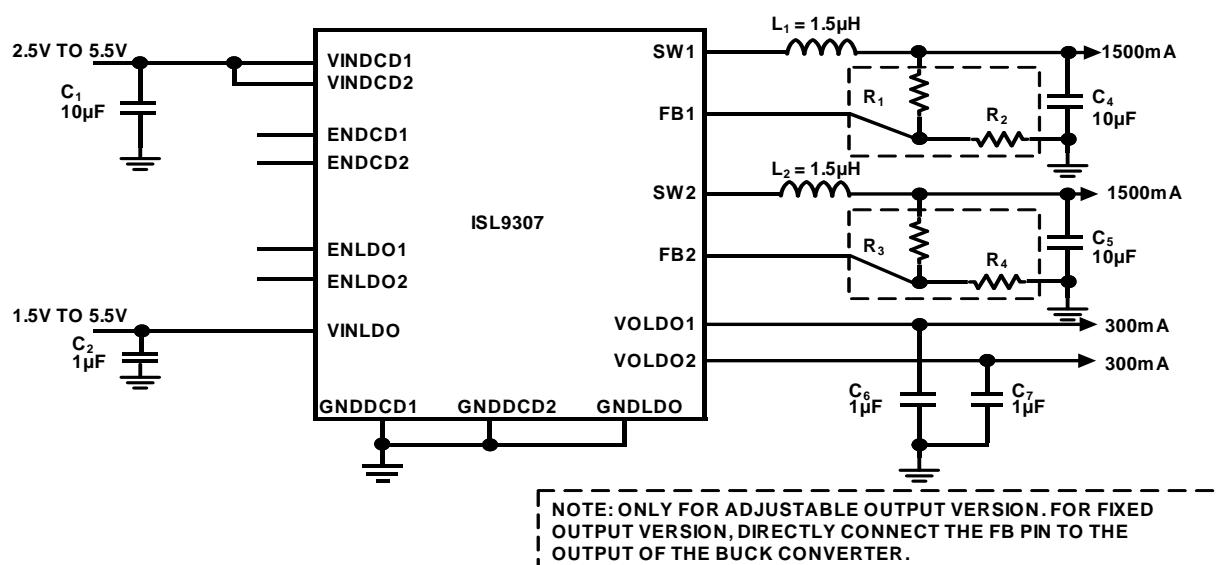 L₁ = 1.5µH
2.5V TO 5.5V
SW1
1500mA
VINDCD1
VINDCD2
C₁
10µF
R₁
C₄
10µF
R₂
FB1
ENDCD1
ENDCD2
L₂ = 1.5µH
SW2
1500mA
ISL9307
R₃
C₅
10µF
R₄
FB2
ENLDO1
ENLDO2
1.5V TO 5.5V
VINLDO
VOLDO1
300mA
C₂
1µF
VOLDO2
300mA
C₆
1µF
C₇
1µF
GNDDCD1 GNDDCD2 GNDLDO
NOTE: ONLY FOR ADJUSTABLE OUTPUT VERSION. FOR FIXED
OUTPUT VERSION, DIRECTLY CONNECT THE FB PIN TO THE
OUTPUT OF THE BUCK CONVERTER.